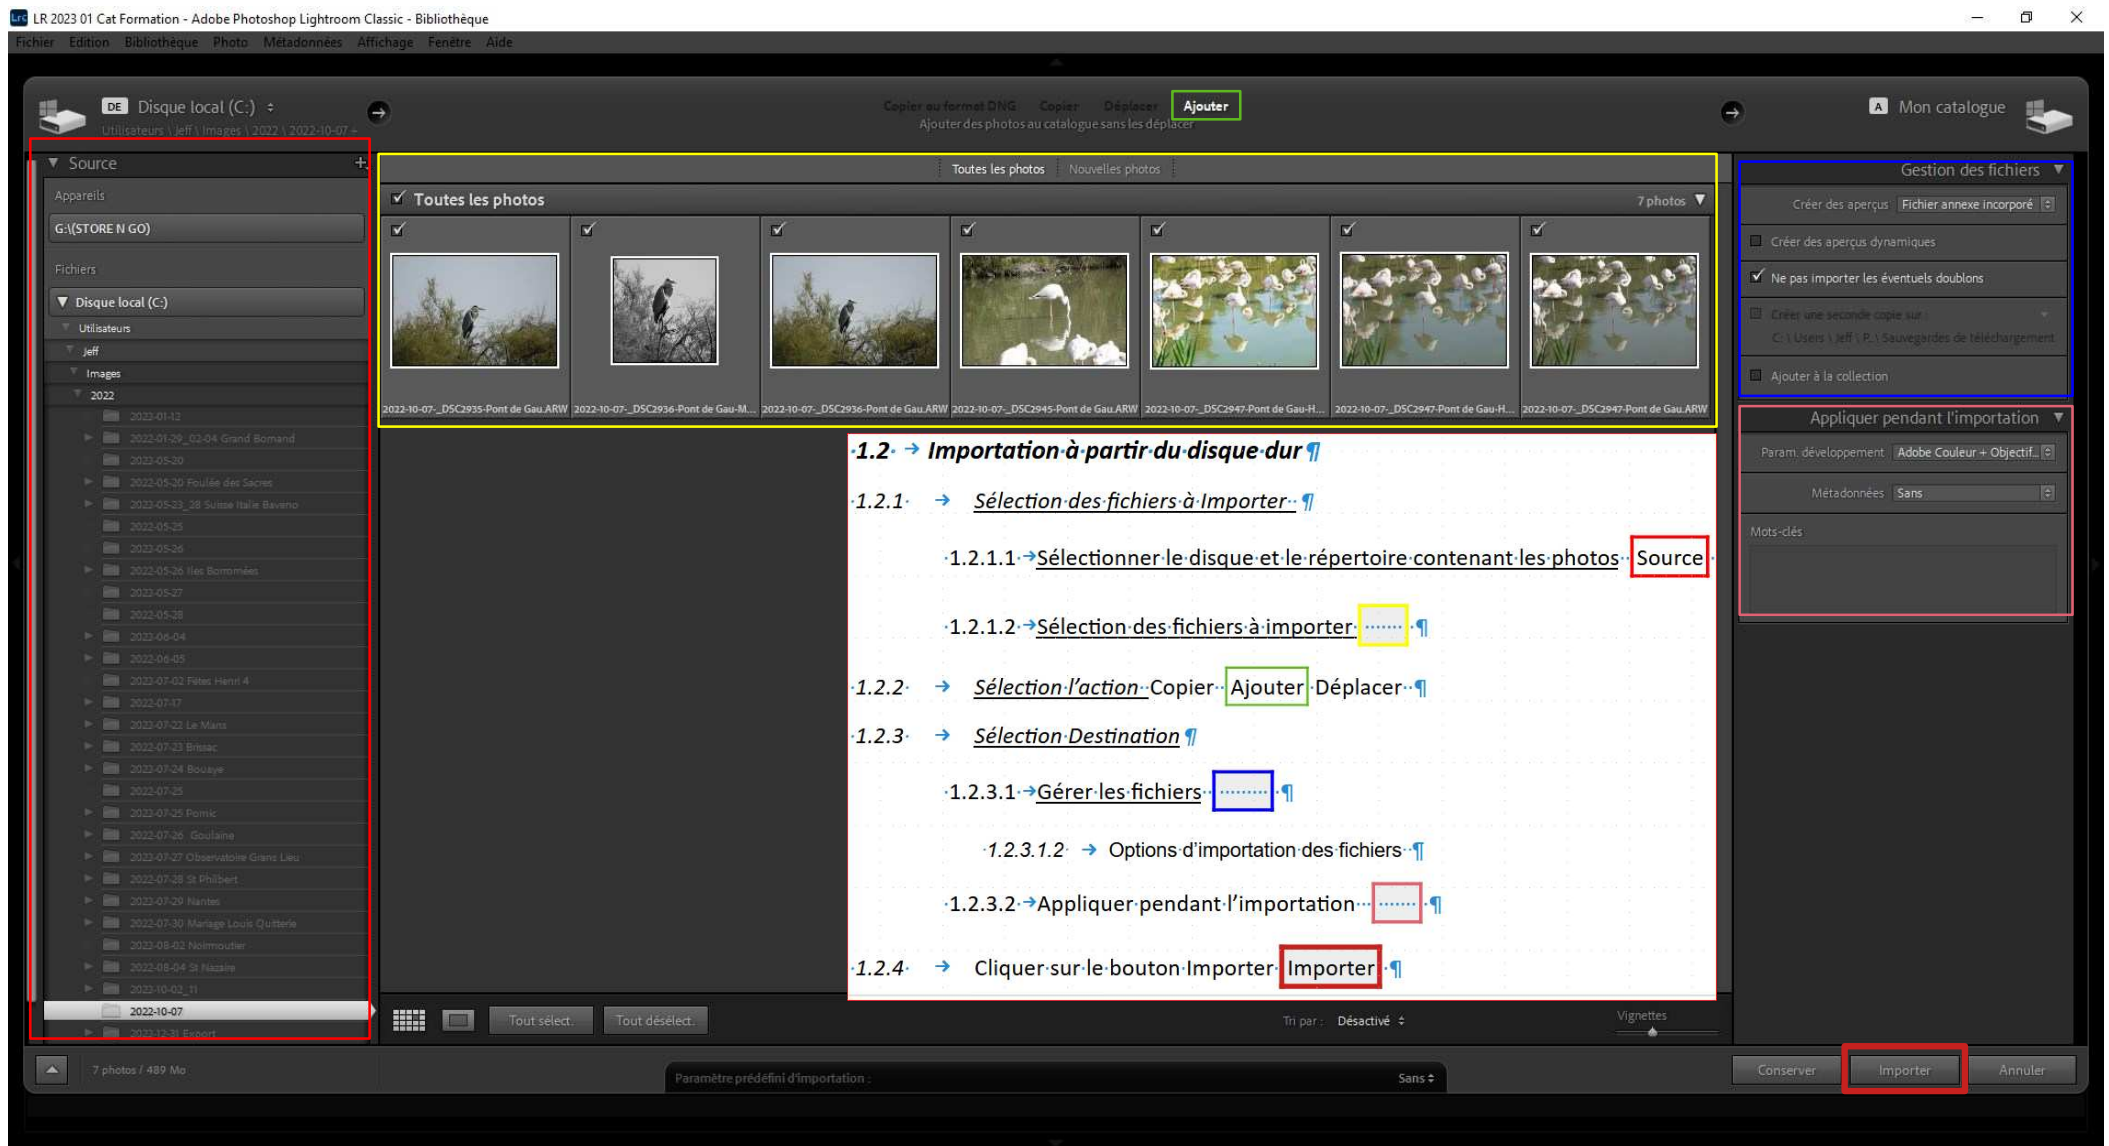 LR 2023 01 Cat Formation - Adobe Photoshop Lightroom Classic - Bibliothèque
Fichier Edition Bibliothèque Photo Métadonnées Affichage Fenêtre Aide
DE Disque local (C:)
Utilisateurs \ Jeff \ Images \ 2022 \ 2022-10-07 +
Copier au format DNG Copier Déplacer Ajouter
Ajouter des photos au catalogue sans les déplacer
A Mon catalogue
Source
Appareils
G:\(STORE N GO)
Fichiers
Disque local (C:)
Utilisateurs
Jeff
Images
2022
2022-01-12
2022-01-29_02-04 Grand Bornand
2022-05-20
2022-05-20 Foulée des Sacres
2022-05-23_28 Suisse Italie Baveno
2022-05-25
2022-05-26
2022-05-26 Iles Borromées
2022-05-27
2022-05-28
2022-06-04
2022-06-05
2022-07-02 Fêtes Henri 4
2022-07-17
2022-07-22 Le Mans
2022-07-23 Brissac
2022-07-24 Bouaye
2022-07-25
2022-07-25 Pornic
2022-07-26 Goulaine
2022-07-27 Observatoire Grans Lieu
2022-07-28 St Philbert
2022-07-29 Nantes
2022-07-30 Mariage Louis Quitterie
2022-08-02 Noirmoutier
2022-08-04 St Nazaire
2022-10-02_11
2022-10-07
2022-12-31 Export
Toutes les photos Nouvelles photos
Toutes les photos 7 photos
2022-10-07-_DSC2935-Pont de Gau.ARW
2022-10-07-_DSC2936-Pont de Gau-M...
2022-10-07-_DSC2936-Pont de Gau.ARW
2022-10-07-_DSC2945-Pont de Gau.ARW
2022-10-07-_DSC2947-Pont de Gau-H...
2022-10-07-_DSC2947-Pont de Gau-H...
2022-10-07-_DSC2947-Pont de Gau.ARW
1.2 → Importation à partir du disque dur ¶
1.2.1 → Sélection des fichiers à Importer ¶
1.2.1.1 → Sélectionner le disque et le répertoire contenant les photos Source
1.2.1.2 → Sélection des fichiers à importer ¶
1.2.2 → Sélection l’action Copier Ajouter Déplacer ¶
1.2.3 → Sélection Destination ¶
1.2.3.1 → Gérer les fichiers ¶
1.2.3.1.2 → Options d’importation des fichiers ¶
1.2.3.2 → Appliquer pendant l’importation ¶
1.2.4 → Cliquer sur le bouton Importer Importer ¶
Gestion des fichiers
Créer des aperçus Fichier annexe incorporé
Créer des aperçus dynamiques
Ne pas importer les éventuels doublons
Créer une seconde copie sur :
C: \ Users \ Jeff \ P...\ Sauvegardes de téléchargement
Ajouter à la collection
Appliquer pendant l'importation
Param. développement Adobe Couleur + Objectif...
Métadonnées Sans
Mots-clés
Tout sélect. Tout désélect. Tri par : Désactivé Vignettes
7 photos / 489 Mo
Paramètre prédéfini d'importation : Sans
Conserver Importer Annuler